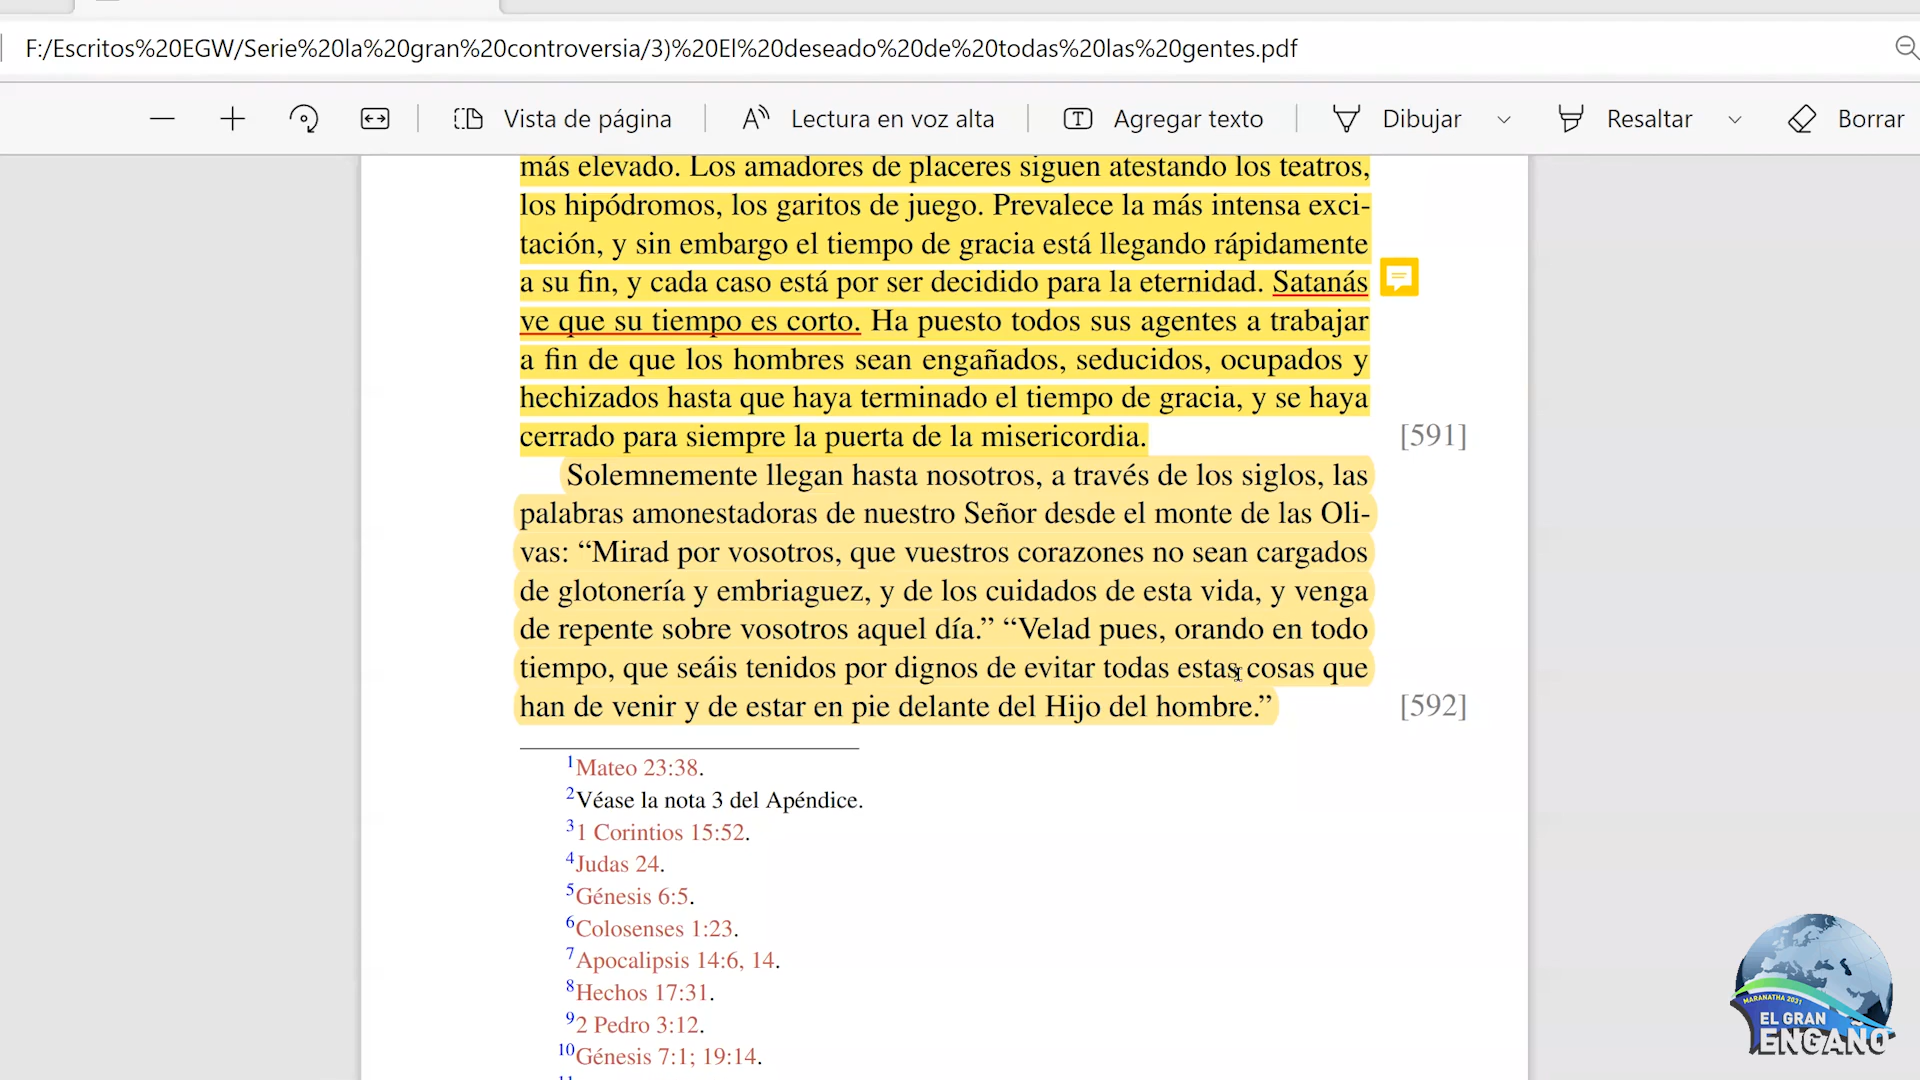 F:/Escritos%20EGW/Serie%20la%20gran%20controversia/3)%20El%20deseado%20de%20todas%20las%20gentes.pdf
Vista de página
Lectura en voz alta
Agregar texto
Dibujar
Resaltar
Borrar
más elevado. Los amadores de placeres siguen atestando los teatros,
los hipódromos, los garitos de juego. Prevalece la más intensa exci-
tación, y sin embargo el tiempo de gracia está llegando rápidamente
a su fin, y cada caso está por ser decidido para la eternidad. Satanás
ve que su tiempo es corto. Ha puesto todos sus agentes a trabajar
a fin de que los hombres sean engañados, seducidos, ocupados y
hechizados hasta que haya terminado el tiempo de gracia, y se haya
cerrado para siempre la puerta de la misericordia.
[591]
Solemnemente llegan hasta nosotros, a través de los siglos, las
palabras amonestadoras de nuestro Señor desde el monte de las Oli-
vas: “Mirad por vosotros, que vuestros corazones no sean cargados
de glotonería y embriaguez, y de los cuidados de esta vida, y venga
de repente sobre vosotros aquel día.” “Velad pues, orando en todo
tiempo, que seáis tenidos por dignos de evitar todas estas cosas que
han de venir y de estar en pie delante del Hijo del hombre.”
[592]
1Mateo 23:38.
2Véase la nota 3 del Apéndice.
31 Corintios 15:52.
4Judas 24.
5Génesis 6:5.
6Colosenses 1:23.
7Apocalipsis 14:6, 14.
8Hechos 17:31.
92 Pedro 3:12.
10Génesis 7:1; 19:14.
MARANATHA 2021
EL GRAN
ENGAÑO